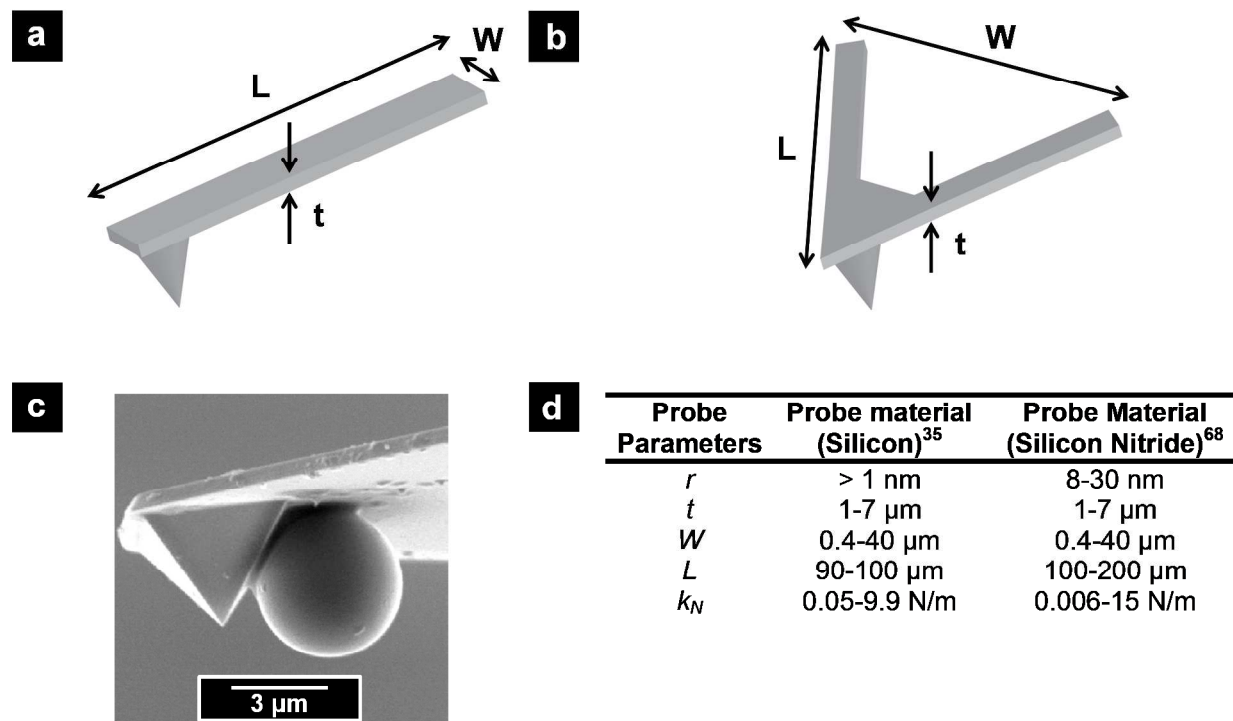 a
L
W
t
b
W
L
t
c
3 µm
d
Probe Parameters Probe material (Silicon)35 Probe Material (Silicon Nitride)68
r > 1 nm 8-30 nm
t 1-7 µm 1-7 µm
W 0.4-40 µm 0.4-40 µm
L 90-100 µm 100-200 µm
kN 0.05-9.9 N/m 0.006-15 N/m